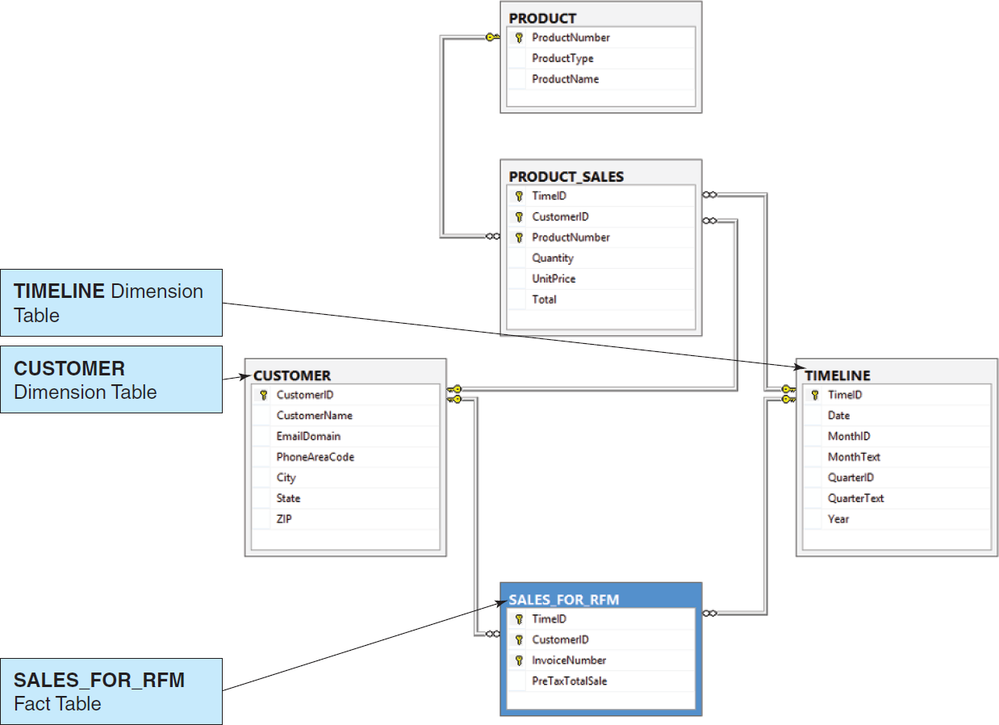 PRODUCT
ProductNumber
ProductType
ProductName
PRODUCT_SALES
TimeID
CustomerID
ProductNumber
Quantity
UnitPrice
Total
TIMELINE Dimension
Table
CUSTOMER
Dimension Table
CUSTOMER
CustomerID
CustomerName
EmailDomain
PhoneAreaCode
City
State
ZIP
TIMELINE
TimeID
Date
MonthID
MonthText
QuarterID
QuarterText
Year
SALES_FOR_RFM
Fact Table
SALES_FOR_RFM
TimeID
CustomerID
InvoiceNumber
PreTaxTotalSale